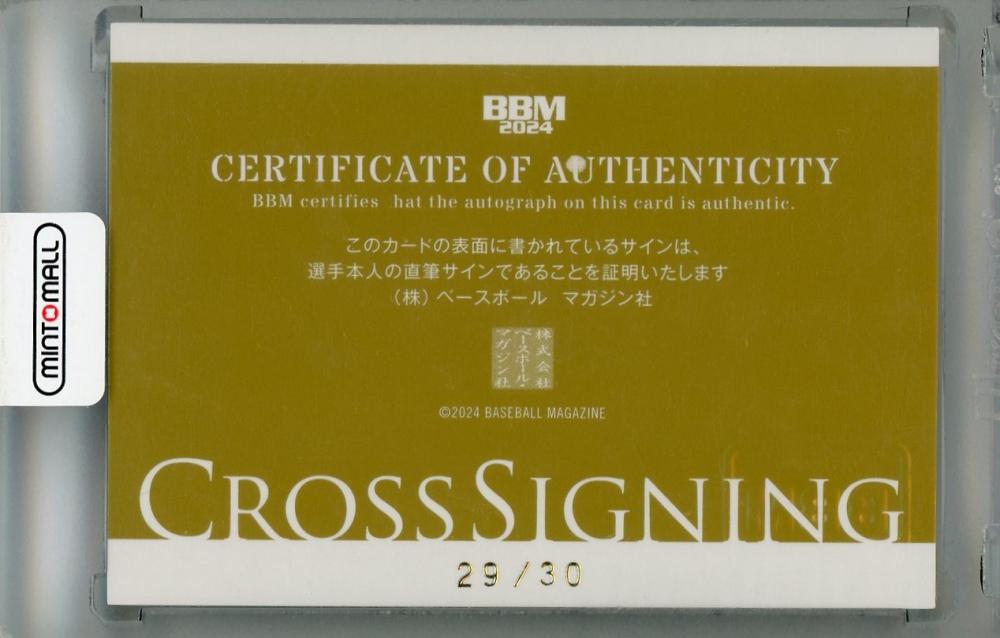 BBM
2024
CERTIFICATE OF AUTHENTICITY
BBM certifies hat the autograph on this card is authentic.
このカードの表面に書かれているサインは、
選手本人の直筆サインであることを証明いたします
（株）ベースボール マガジン社
株式会社
ベースボール・
マガジン社
©2024 BASEBALL MAGAZINE
CROSSSIGNING
29/30
MINTOMALL